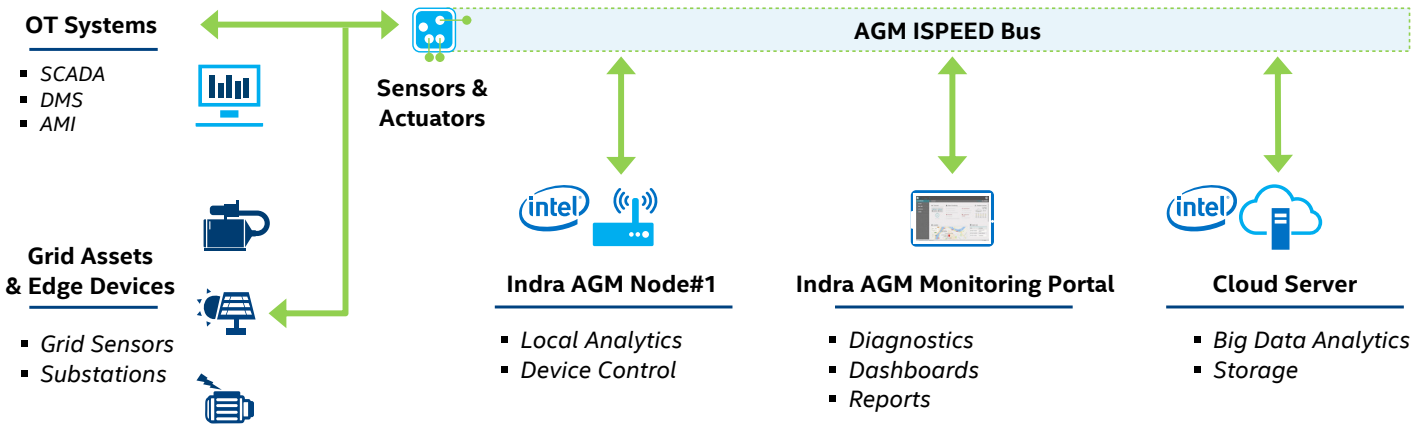 OT Systems
▪ SCADA
▪ DMS
▪ AMI
Sensors &
Actuators
AGM ISPEED Bus
Grid Assets
& Edge Devices
▪ Grid Sensors
▪ Substations
intel
Indra AGM Node#1
▪ Local Analytics
▪ Device Control
Indra AGM Monitoring Portal
▪ Diagnostics
▪ Dashboards
▪ Reports
intel
Cloud Server
▪ Big Data Analytics
▪ Storage